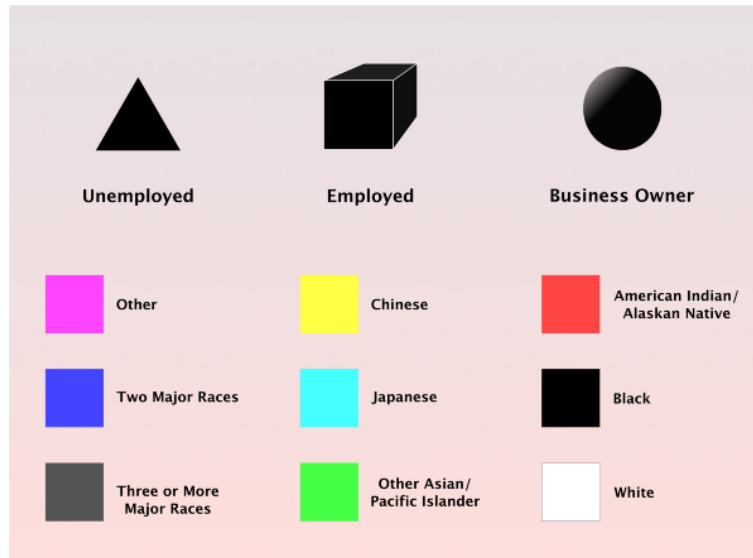 Unemployed
Employed
Business Owner
Other
Chinese
American Indian/
Alaskan Native
Two Major Races
Japanese
Black
Three or More
Major Races
Other Asian/
Pacific Islander
White